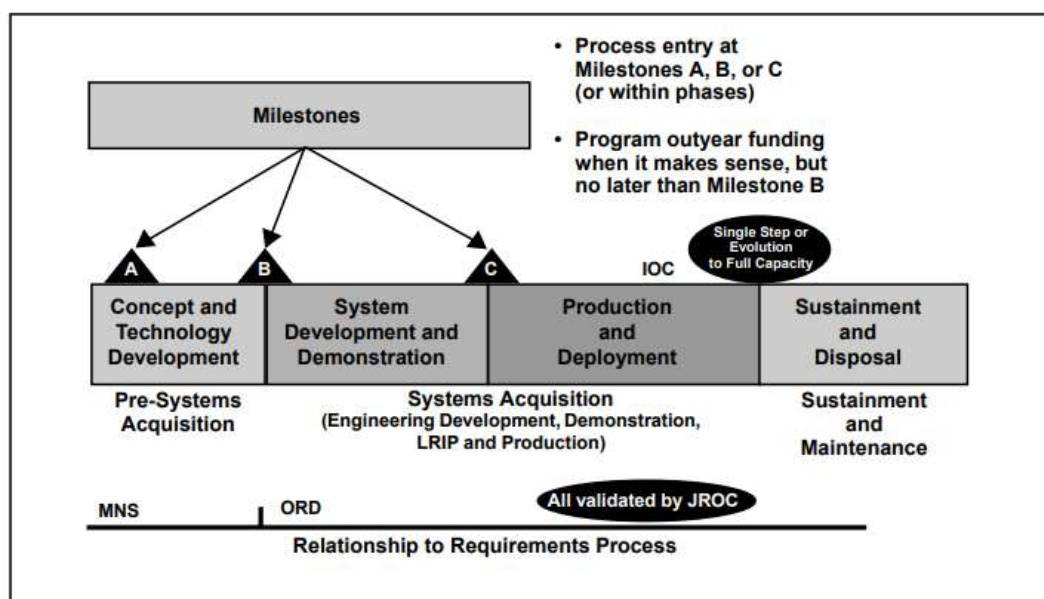 • Process entry at
Milestones A, B, or C
(or within phases)
• Program outyear funding
when it makes sense, but
no later than Milestone B
Milestones
Single Step or
Evolution
to Full Capacity
A
B
C
IOC
Concept and
Technology
Development
System
Development and
Demonstration
Production
and
Deployment
Sustainment
and
Disposal
Pre-Systems
Acquisition
Systems Acquisition
(Engineering Development, Demonstration,
LRIP and Production)
Sustainment
and
Maintenance
MNS
ORD
All validated by JROC
Relationship to Requirements Process